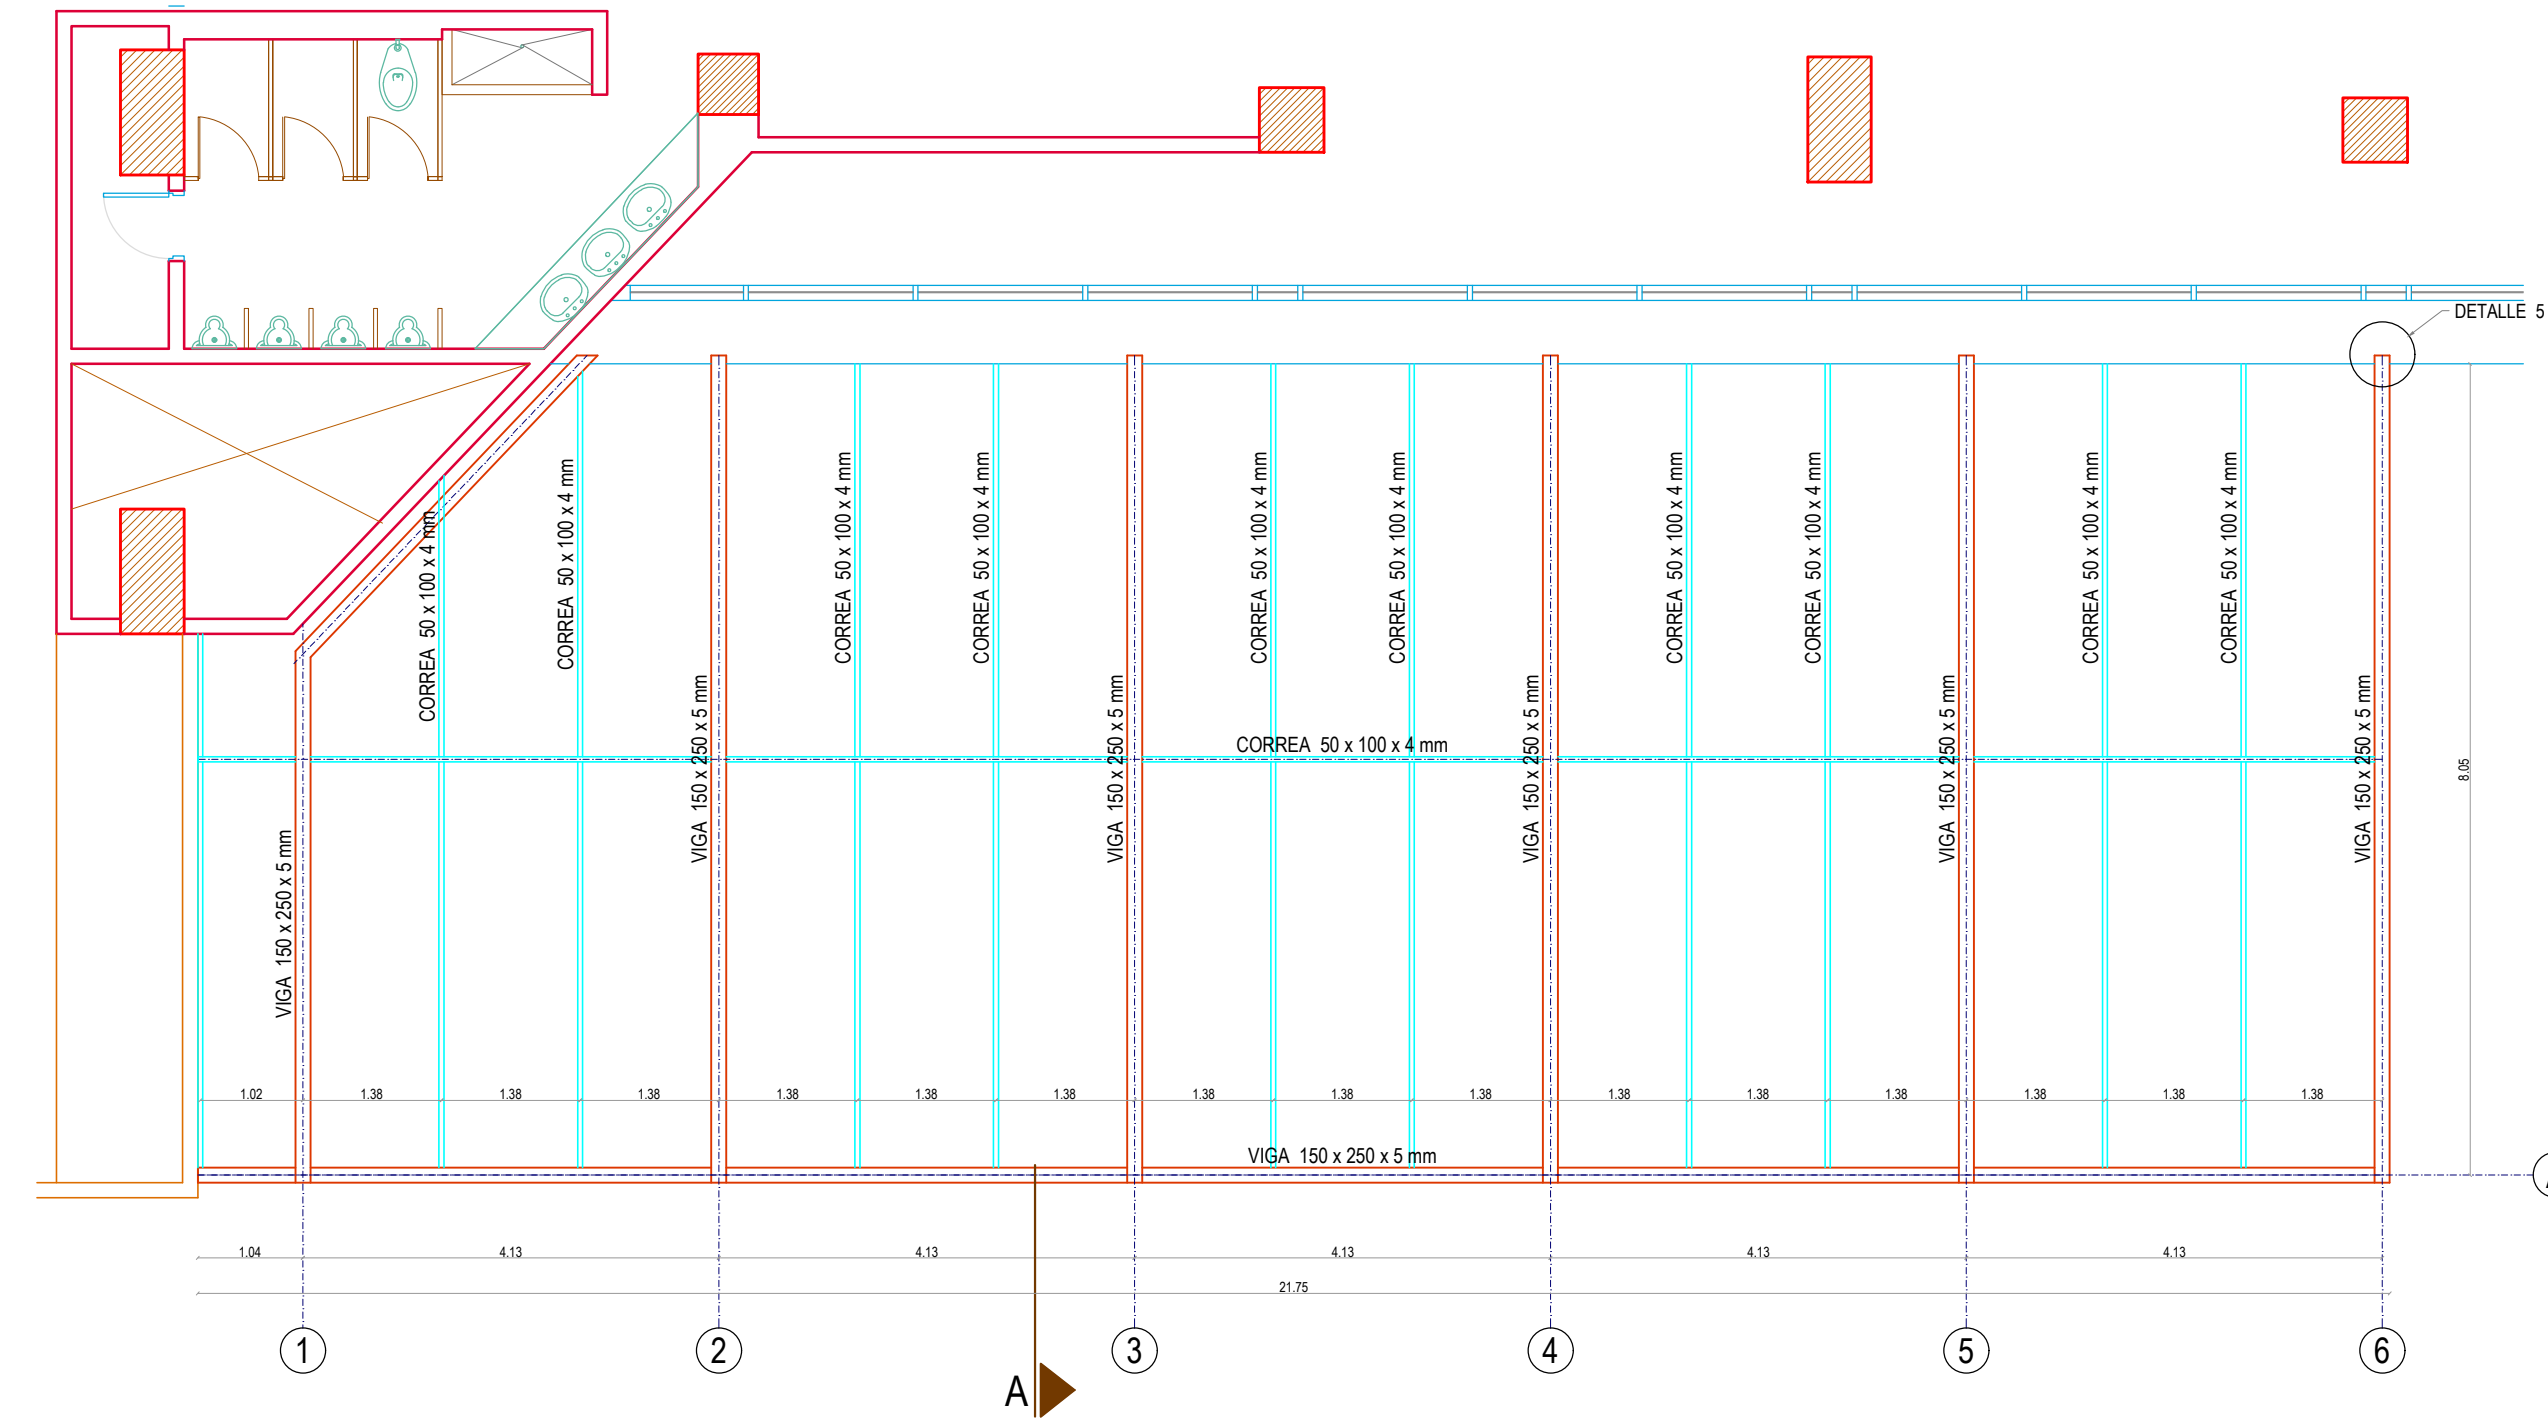 DETALLE 5
CORREA 50 x 100 x 4 mm
CORREA 50 x 100 x 4 mm
CORREA 50 x 100 x 4 mm
CORREA 50 x 100 x 4 mm
CORREA 50 x 100 x 4 mm
CORREA 50 x 100 x 4 mm
CORREA 50 x 100 x 4 mm
CORREA 50 x 100 x 4 mm
CORREA 50 x 100 x 4 mm
CORREA 50 x 100 x 4 mm
VIGA 150 x 250 x 5 mm
VIGA 150 x 250 x 5 mm
VIGA 150 x 250 x 5 mm
VIGA 150 x 250 x 5 mm
VIGA 150 x 250 x 5 mm
VIGA 150 x 250 x 5 mm
CORREA 50 x 100 x 4 mm
8.05
1.02 1.38 1.38 1.38 1.38 1.38 1.38 1.38 1.38 1.38 1.38 1.38 1.38 1.38 1.38 1.38
VIGA 150 x 250 x 5 mm
1.04 4.13 4.13 4.13 4.13 4.13
21.75
1 2 3 4 5 6
A